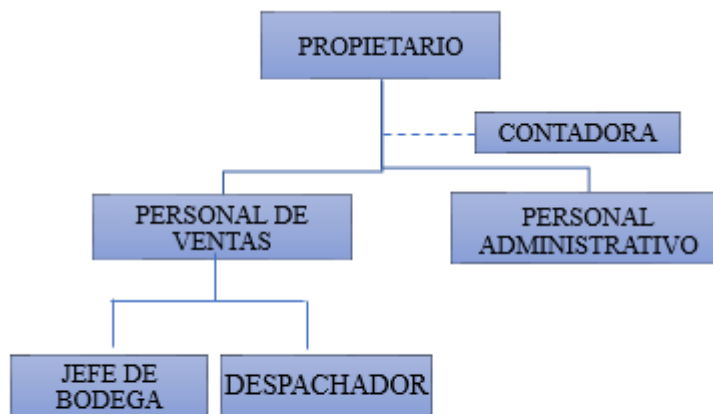 PROPIETARIO
CONTADORA
PERSONAL DE
VENTAS
PERSONAL
ADMINISTRATIVO
JEFE DE
BODEGA
DESPACHADOR